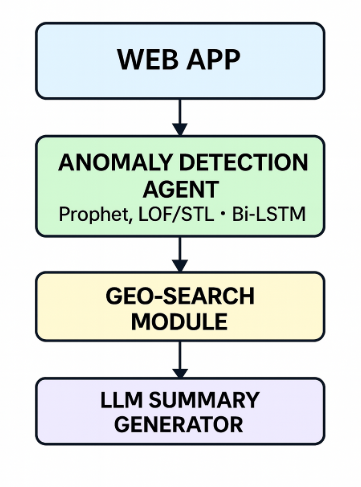 WEB APP
ANOMALY DETECTION
AGENT
Prophet, LOF/STL • Bi-LSTM
GEO-SEARCH
MODULE
LLM SUMMARY
GENERATOR